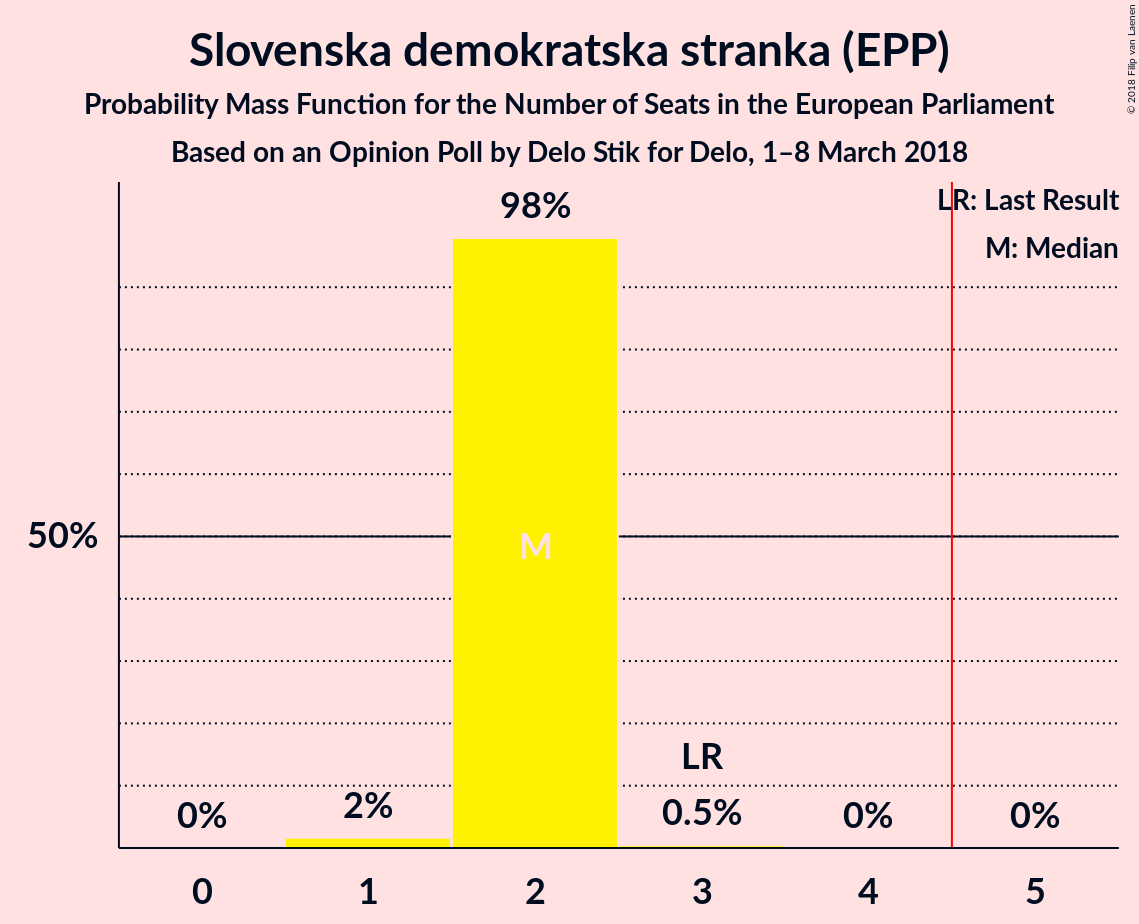 Slovenska demokratska stranka (EPP)
Probability Mass Function for the Number of Seats in the European Parliament
Based on an Opinion Poll by Delo Stik for Delo, 1–8 March 2018
© 2018 Filip van Laenen
LR: Last Result
M: Median
98%
50%
M
LR
0%
2%
0.5%
0%
0%
0 1 2 3 4 5